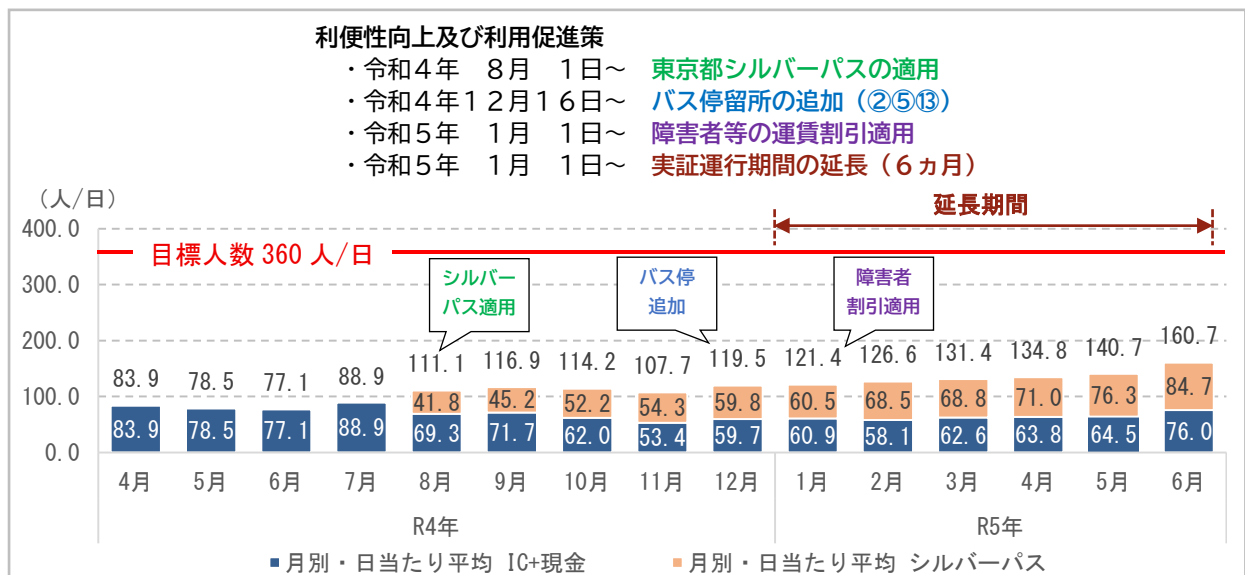 利便性向上及び利用促進策
・令和４年　８月　１日～　東京都シルバーパスの適用
・令和４年１２月１６日～　バス停留所の追加（②⑤⑬）
・令和５年　１月　１日～　障害者等の運賃割引適用
・令和５年　１月　１日～　実証運行期間の延長（６ヵ月）
（人/日）
延長期間
400.0
目標人数 360 人/日
300.0
シルバー
パス適用
バス停
追加
障害者
割引適用
200.0
83.9 78.5 77.1 88.9 111.1 116.9 114.2 107.7 119.5 121.4 126.6 131.4 134.8 140.7 160.7
100.0
41.8 45.2 52.2 54.3 59.8 60.5 68.5 68.8 71.0 76.3 84.7
83.9 78.5 77.1 88.9 69.3 71.7 62.0 53.4 59.7 60.9 58.1 62.6 63.8 64.5 76.0
0.0
4月 5月 6月 7月 8月 9月 10月 11月 12月 1月 2月 3月 4月 5月 6月
R4年 R5年
月別・日当たり平均 IC+現金 月別・日当たり平均 シルバーパス